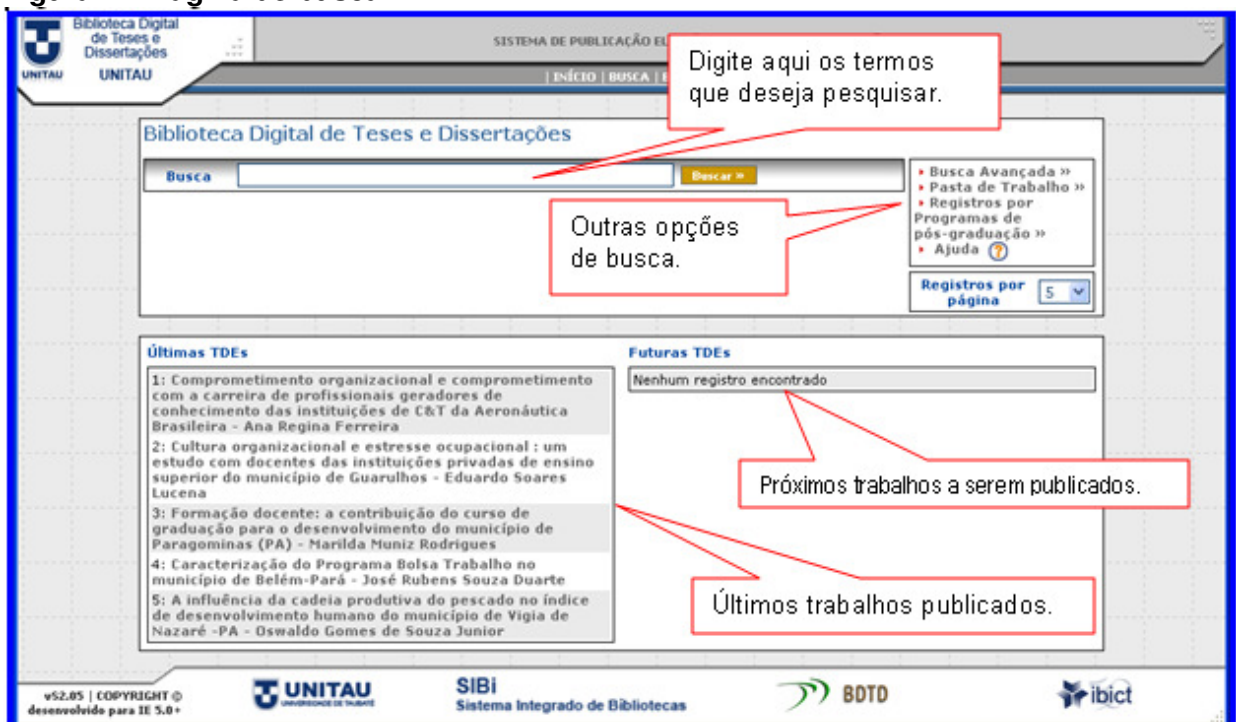 Biblioteca Digital
de Teses e
Dissertações
UNITAU
UNITAU
SISTEMA DE PUBLICAÇÃO
| INÍCIO | BUSCA |
Digite aqui os termos
que deseja pesquisar.
Biblioteca Digital de Teses e Dissertações
Busca
Buscar »
Busca Avançada »
Pasta de Trabalho »
Registros por
Programas de
pós-graduação »
Ajuda ?
Outras opções
de busca.
Registros por
página
5
Últimas TDEs
1: Comprometimento organizacional e comprometimento
com a carreira de profissionais geradores de
conhecimento das instituições de C&T da Aeronáutica
Brasileira - Ana Regina Ferreira
2: Cultura organizacional e estresse ocupacional : um
estudo com docentes das instituições privadas de ensino
superior do município de Guarulhos - Eduardo Soares
Lucena
3: Formação docente: a contribuição do curso de
graduação para o desenvolvimento do município de
Paragominas (PA) - Marilda Muniz Rodrigues
4: Caracterização do Programa Bolsa Trabalho no
município de Belém-Pará - José Rubens Souza Duarte
5: A influência da cadeia produtiva do pescado no índice
de desenvolvimento humano do município de Vigia de
Nazaré -PA - Oswaldo Gomes de Souza Junior
Futuras TDEs
Nenhum registro encontrado
Próximos trabalhos a serem publicados.
Últimos trabalhos publicados.
v52.05 | COPYRIGHT ©
desenvolvido para IE 5.0+
UNITAU
UNIVERSIDADE DE TAUBATÉ
SIBi
Sistema Integrado de Bibliotecas
BDTD
ibict